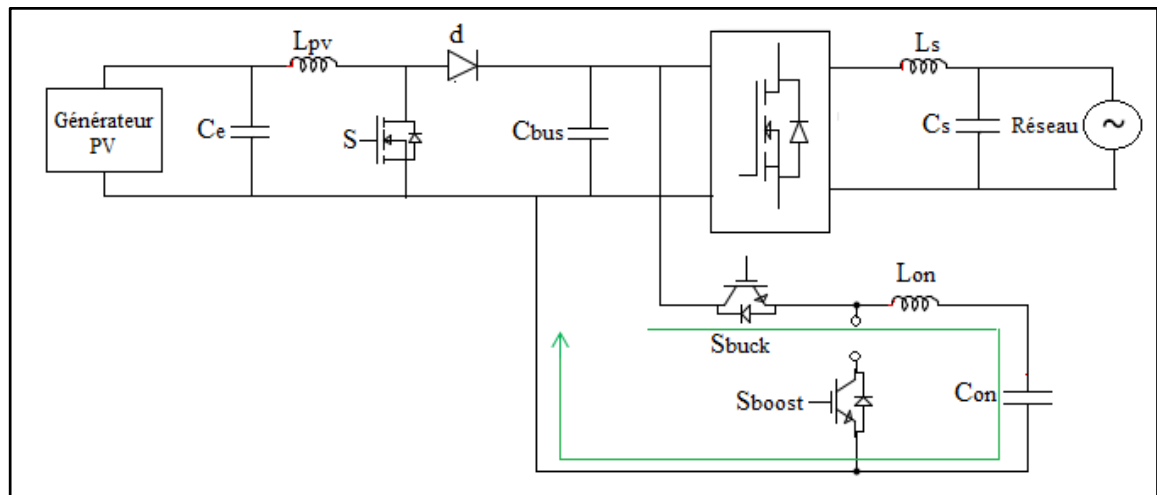 Lpv
d
Ls
Générateur
PV
Ce
S
Cbus
Cs
Réseau
~
Lon
Sbuck
Sboost
Con